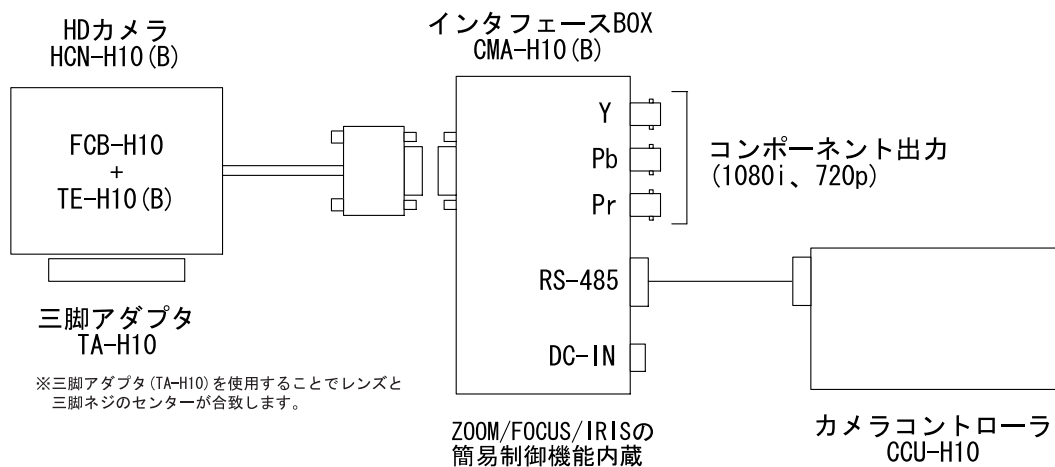 HDカメラ
HCN-H10(B)
FCB-H10
+
TE-H10(B)
三脚アダプタ
TA-H10
※三脚アダプタ(TA-H10)を使用することでレンズと
三脚ネジのセンターが合致します。
インタフェースBOX
CMA-H10(B)
Y
Pb
Pr
RS-485
DC-IN
コンポーネント出力
(1080i、720p)
ZOOM/FOCUS/IRISの
簡易制御機能内蔵
カメラコントローラ
CCU-H10